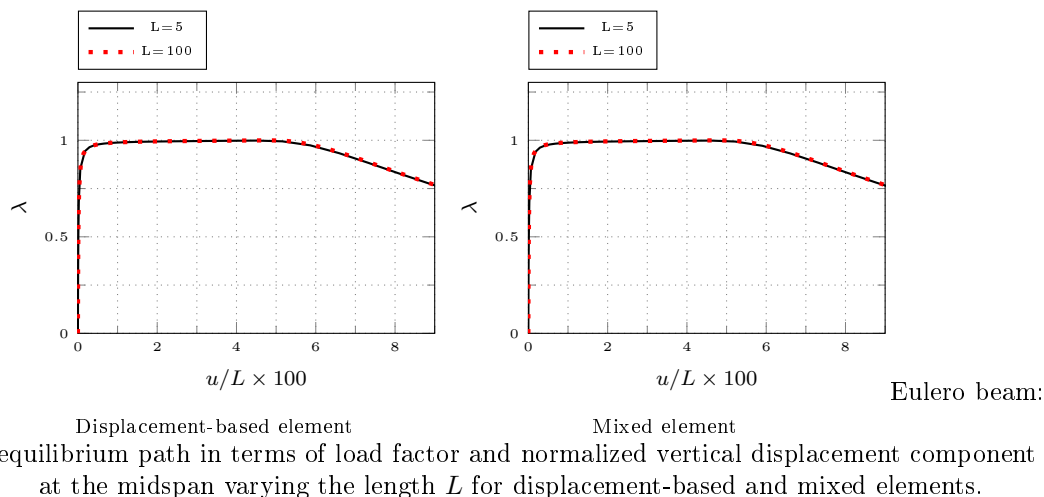 L=5
L=100
1
0.5
0
0 2 4 6 8
λ
u/L × 100
Displacement-based element
L=5
L=100
1
0.5
0
0 2 4 6 8
λ
u/L × 100
Mixed element
Eulero beam:
equilibrium path in terms of load factor and normalized vertical displacement component
at the midspan varying the length L for displacement-based and mixed elements.